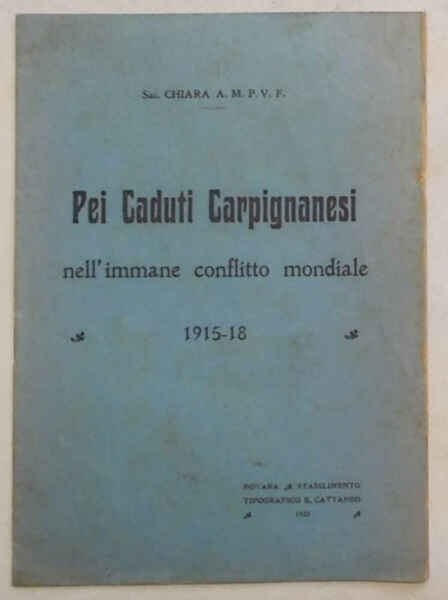 Sac. CHIARA A. M. P. V. F.
Pei Caduti Carpignanesi
nell'immane conflitto mondiale
1915-18
NOVARA STABILIMENTO
TIPOGRAFICO E. CATTANEO